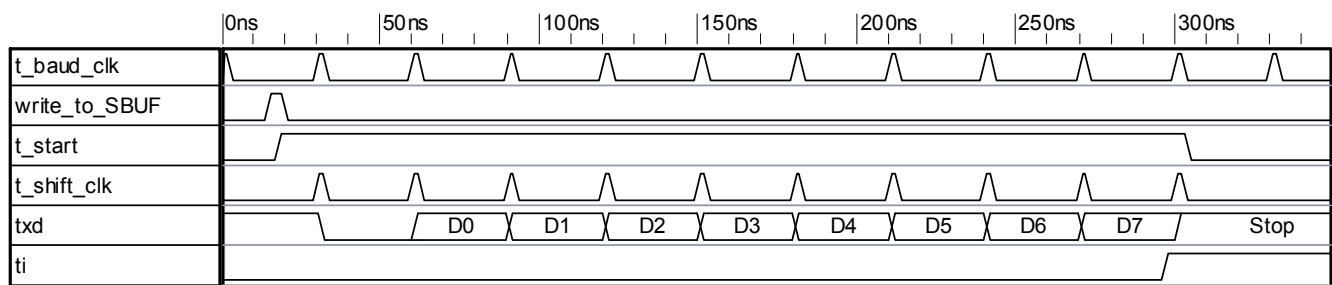 0ns 50ns 100ns 150ns 200ns 250ns 300ns
t_baud_clk
write_to_SBUF
t_start
t_shift_clk
txd D0 D1 D2 D3 D4 D5 D6 D7 Stop
ti